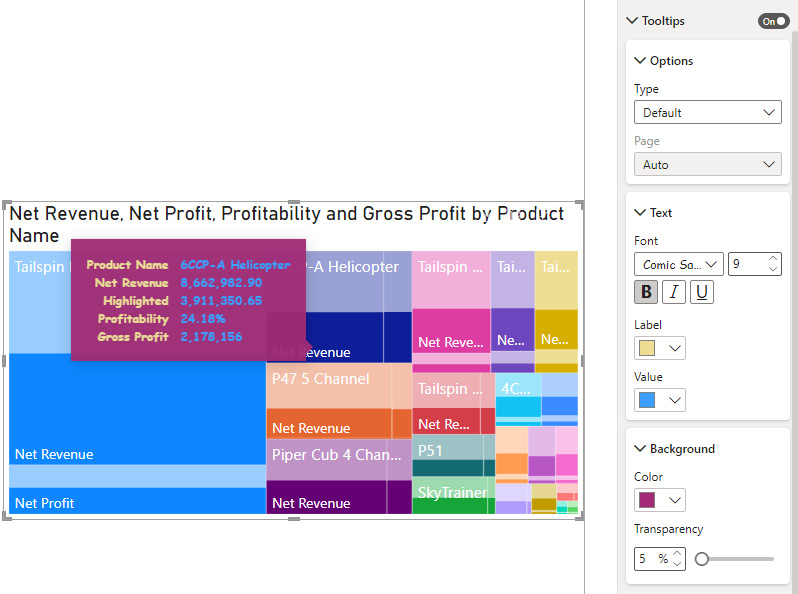 Net Revenue, Net Profit, Profitability and Gross Profit by Product
Name
Tailspin
Product Name 6CCP-A Helicopter
Net Revenue 8,662,982.90
Highlighted 3,911,350.65
Profitability 24.18%
Gross Profit 2,178,156
P-A Helicopter
Tailspin ...
Tai...
Tai...
Net Revenue
Net Reve...
Ne...
Ne...
P47 5 Channel
Net Revenue
Tailspin ...
Net Re...
4C...
Net Revenue
Net Profit
Piper Cub 4 Chan...
Net Revenue
P51
SkyTrainer
Tooltips
On
Options
Type
Default
Page
Auto
Text
Font
Comic Sa...
9
B I U
Label
Value
Background
Color
Transparency
5 %